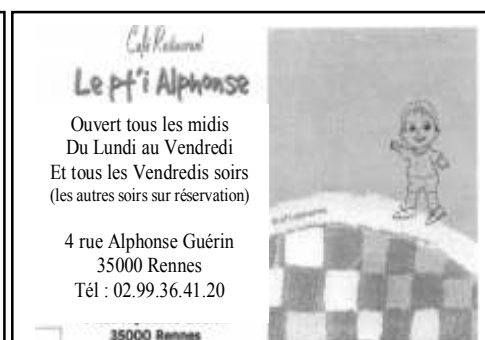 Café Restaurant
Le pt'i Alphonse
Ouvert tous les midis
Du Lundi au Vendredi
Et tous les Vendredis soirs
(les autres soirs sur réservation)
4 rue Alphonse Guérin
35000 Rennes
Tél : 02.99.36.41.20
35000 Rennes